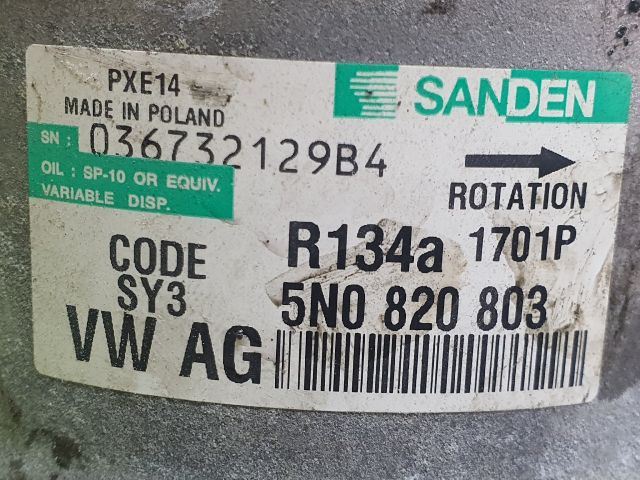 PXE14
MADE IN POLAND
SANDEN
SN : 036732129B4
OIL : SP-10 OR EQUIV.
VARIABLE DISP.
ROTATION
CODE
SY3
R134a 1701P
5N0 820 803
VW AG